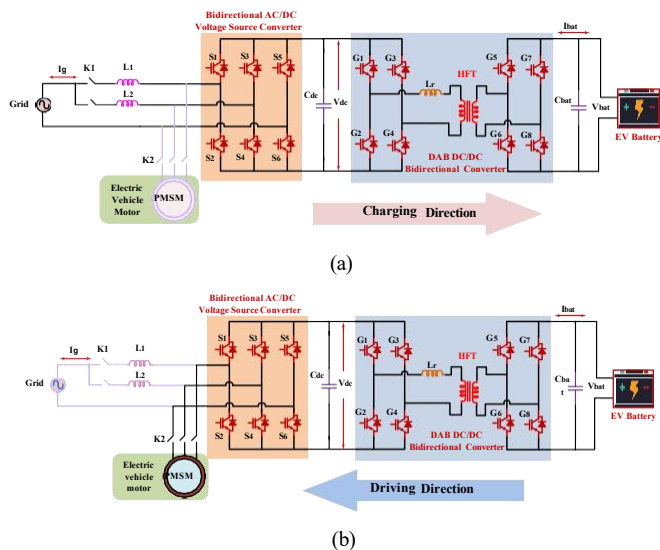 Bidirectional AC/DC
Voltage Source Converter
Ig
K1
L1
L2
Grid
S1
S3
S5
S2
S4
S6
K2
Electric
Vehicle
Motor
PMSM
Cdc
Vdc
G1
G3
G2
G4
Lr
HFT
G5
G7
G6
G8
DAB DC/DC
Bidirectional Converter
Ibat
Cbat
Vbat
EV Battery
Charging Direction
(a)
Bidirectional AC/DC
Voltage Source Converter
Ig
K1
L1
L2
Grid
S1
S3
S5
S2
S4
S6
K2
Electric
vehicle
motor
PMSM
Cdc
Vdc
G1
G3
G2
G4
Lr
HFT
G5
G7
G6
G8
DAB DC/DC
Bidirectional Converter
Ibat
Cba
t
Vbat
EV Battery
Driving Direction
(b)